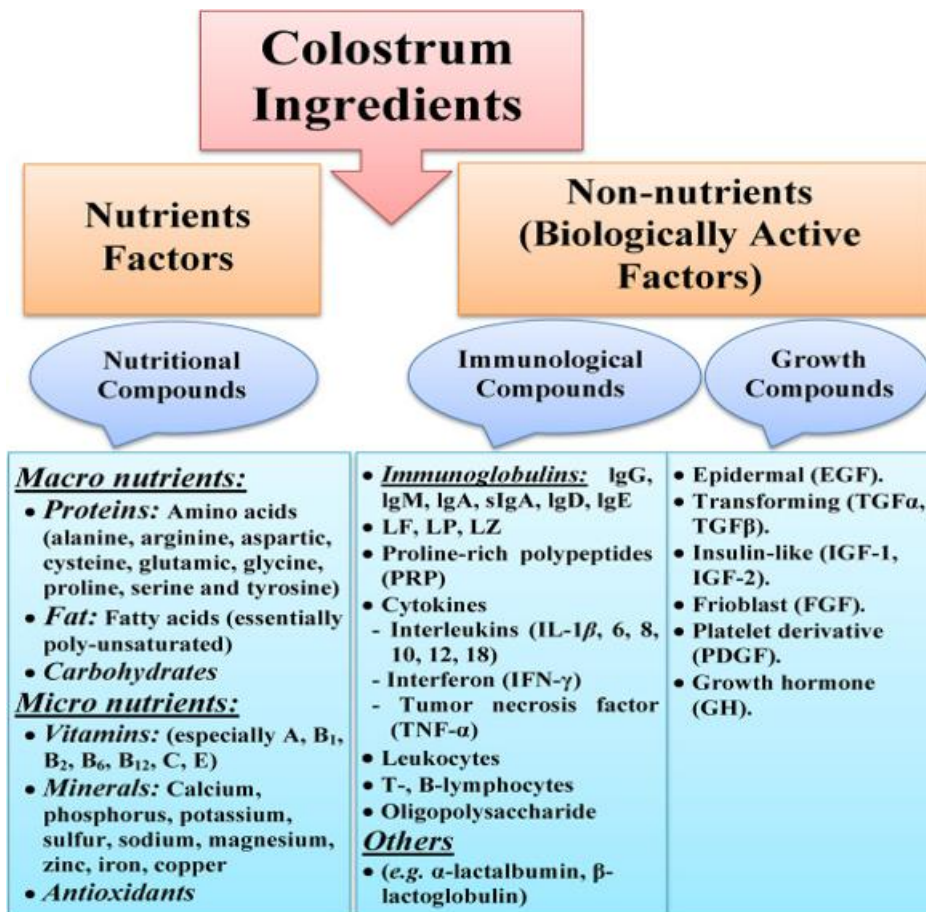 Colostrum
Ingredients
Nutrients
Factors
Non-nutrients
(Biologically Active
Factors)
Nutritional
Compounds
Immunological
Compounds
Growth
Compounds
Macro nutrients:
• Proteins: Amino acids
(alanine, arginine, aspartic,
cysteine, glutamic, glycine,
proline, serine and tyrosine)
• Fat: Fatty acids (essentially
poly-unsaturated)
• Carbohydrates
Micro nutrients:
• Vitamins: (especially A, B₁,
B₂, B₆, B₁₂, C, E)
• Minerals: Calcium,
phosphorus, potassium,
sulfur, sodium, magnesium,
zinc, iron, copper
• Antioxidants
• Immunoglobulins: lgG,
lgM, lgA, sIgA, lgD, lgE
• LF, LP, LZ
• Proline-rich polypeptides
(PRP)
• Cytokines
- Interleukins (IL-1β, 6, 8,
10, 12, 18)
- Interferon (IFN-γ)
- Tumor necrosis factor
(TNF-α)
• Leukocytes
• T-, B-lymphocytes
• Oligopolysaccharide
Others
• (e.g. α-lactalbumin, β-
lactoglobulin)
• Epidermal (EGF).
• Transforming (TGFα,
TGFβ).
• Insulin-like (IGF-1,
IGF-2).
• Frioblast (FGF).
• Platelet derivative
(PDGF).
• Growth hormone
(GH).